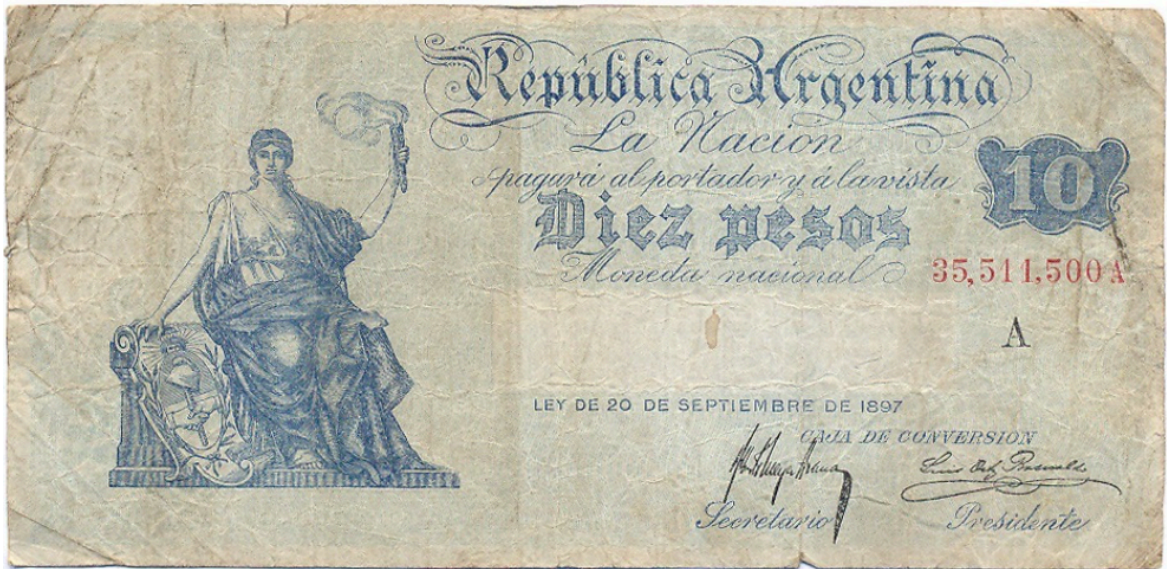 República Argentina
La Nación
pagará al portador y á la vista
10
Diez pesos
Moneda nacional
35,511,500 A
A
LEY DE 20 DE SEPTIEMBRE DE 1897
CAJA DE CONVERSION
Secretario
Presidente